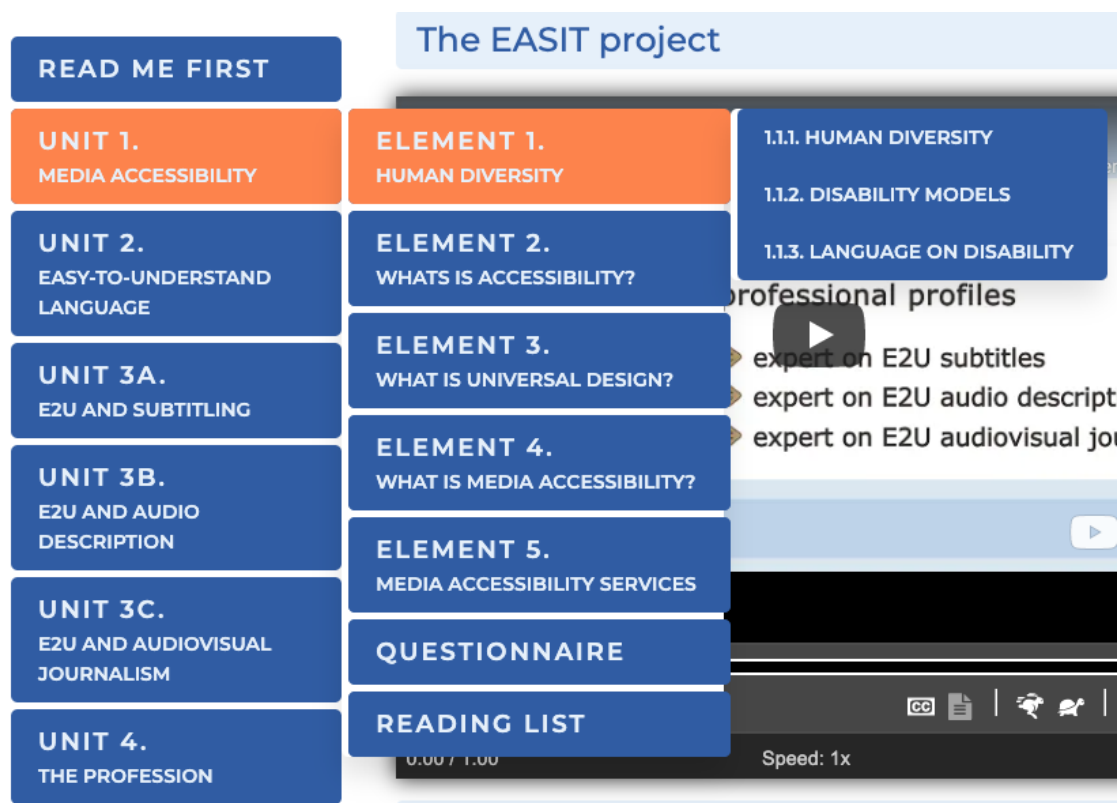 The EASIT project
READ ME FIRST
UNIT 1.
MEDIA ACCESSIBILITY
UNIT 2.
EASY-TO-UNDERSTAND
LANGUAGE
UNIT 3A.
E2U AND SUBTITLING
UNIT 3B.
E2U AND AUDIO
DESCRIPTION
UNIT 3C.
E2U AND AUDIOVISUAL
JOURNALISM
UNIT 4.
THE PROFESSION
ELEMENT 1.
HUMAN DIVERSITY
ELEMENT 2.
WHATS IS ACCESSIBILITY?
ELEMENT 3.
WHAT IS UNIVERSAL DESIGN?
ELEMENT 4.
WHAT IS MEDIA ACCESSIBILITY?
ELEMENT 5.
MEDIA ACCESSIBILITY SERVICES
QUESTIONNAIRE
READING LIST
1.1.1. HUMAN DIVERSITY
1.1.2. DISABILITY MODELS
1.1.3. LANGUAGE ON DISABILITY
professional profiles
expert on E2U subtitles
expert on E2U audio descript
expert on E2U audiovisual jou
CC
0:00 / 1:00
Speed: 1x